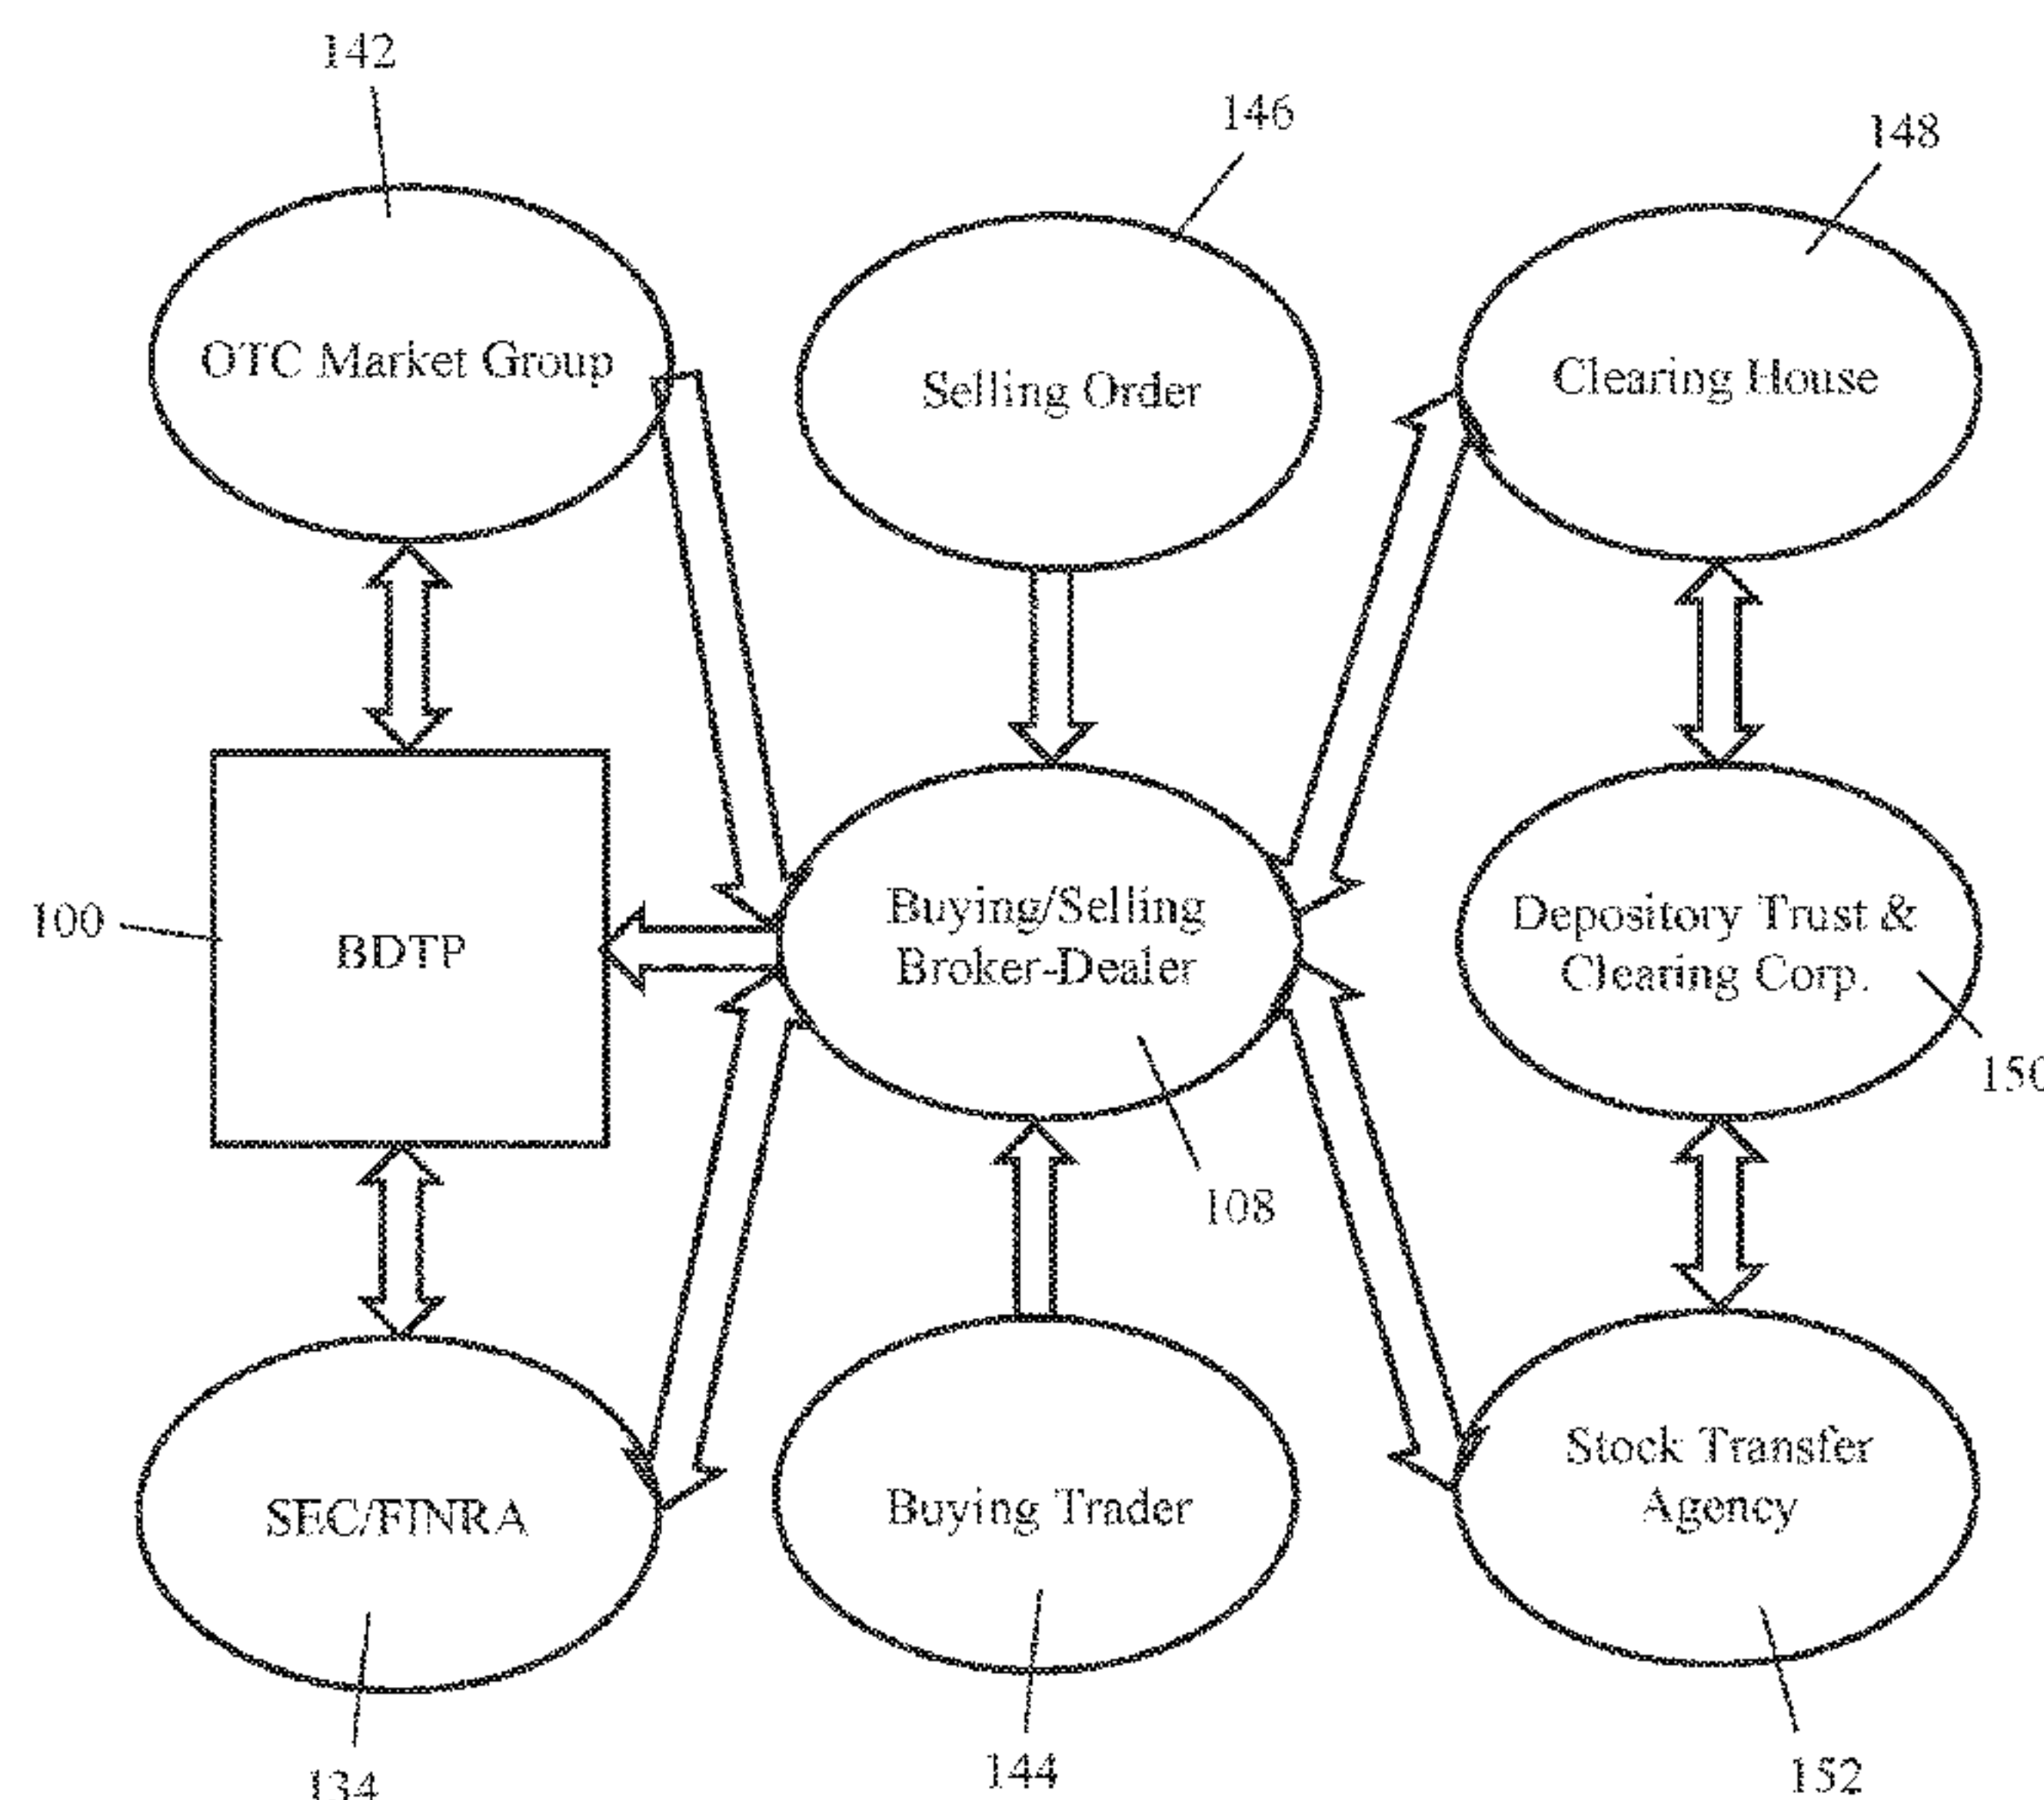 142
146
148
OTC Market Group
Selling Order
Clearing House
100
BDTP
Buying/Selling
Broker-Dealer
Depository Trust &
Clearing Corp.
150
108
SEC/FINRA
Buying Trader
Stock Transfer
Agency
134
144
152